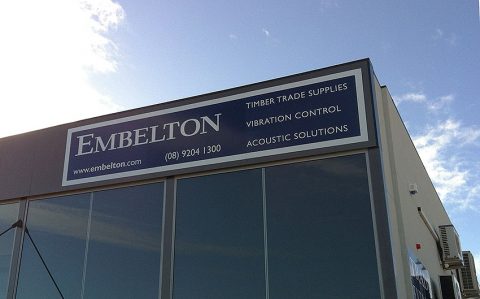 EMBELTON
www.embelton.com
(08) 9204 1300
TIMBER TRADE SUPPLIES
VIBRATION CONTROL
ACOUSTIC SOLUTIONS